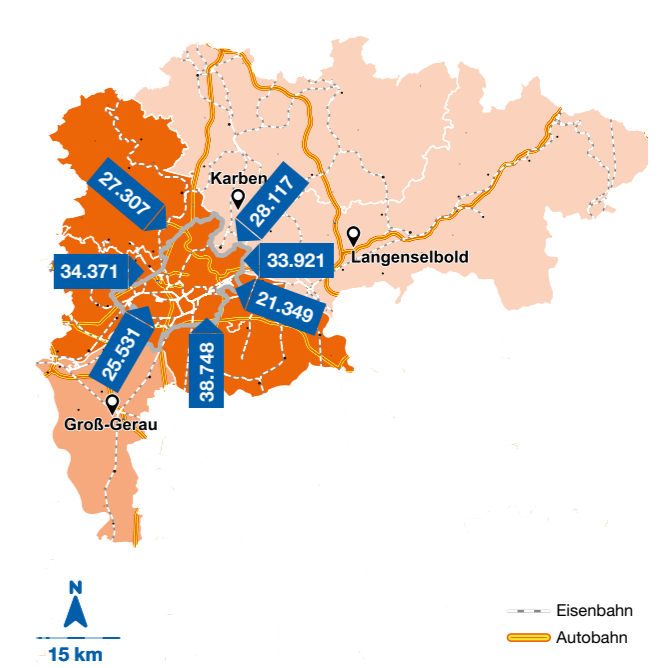 Karben
27.307
28.117
34.371
33.921
Langenselbold
21.349
25.531
38.748
Groß-Gerau
N
15 km
Eisenbahn
Autobahn